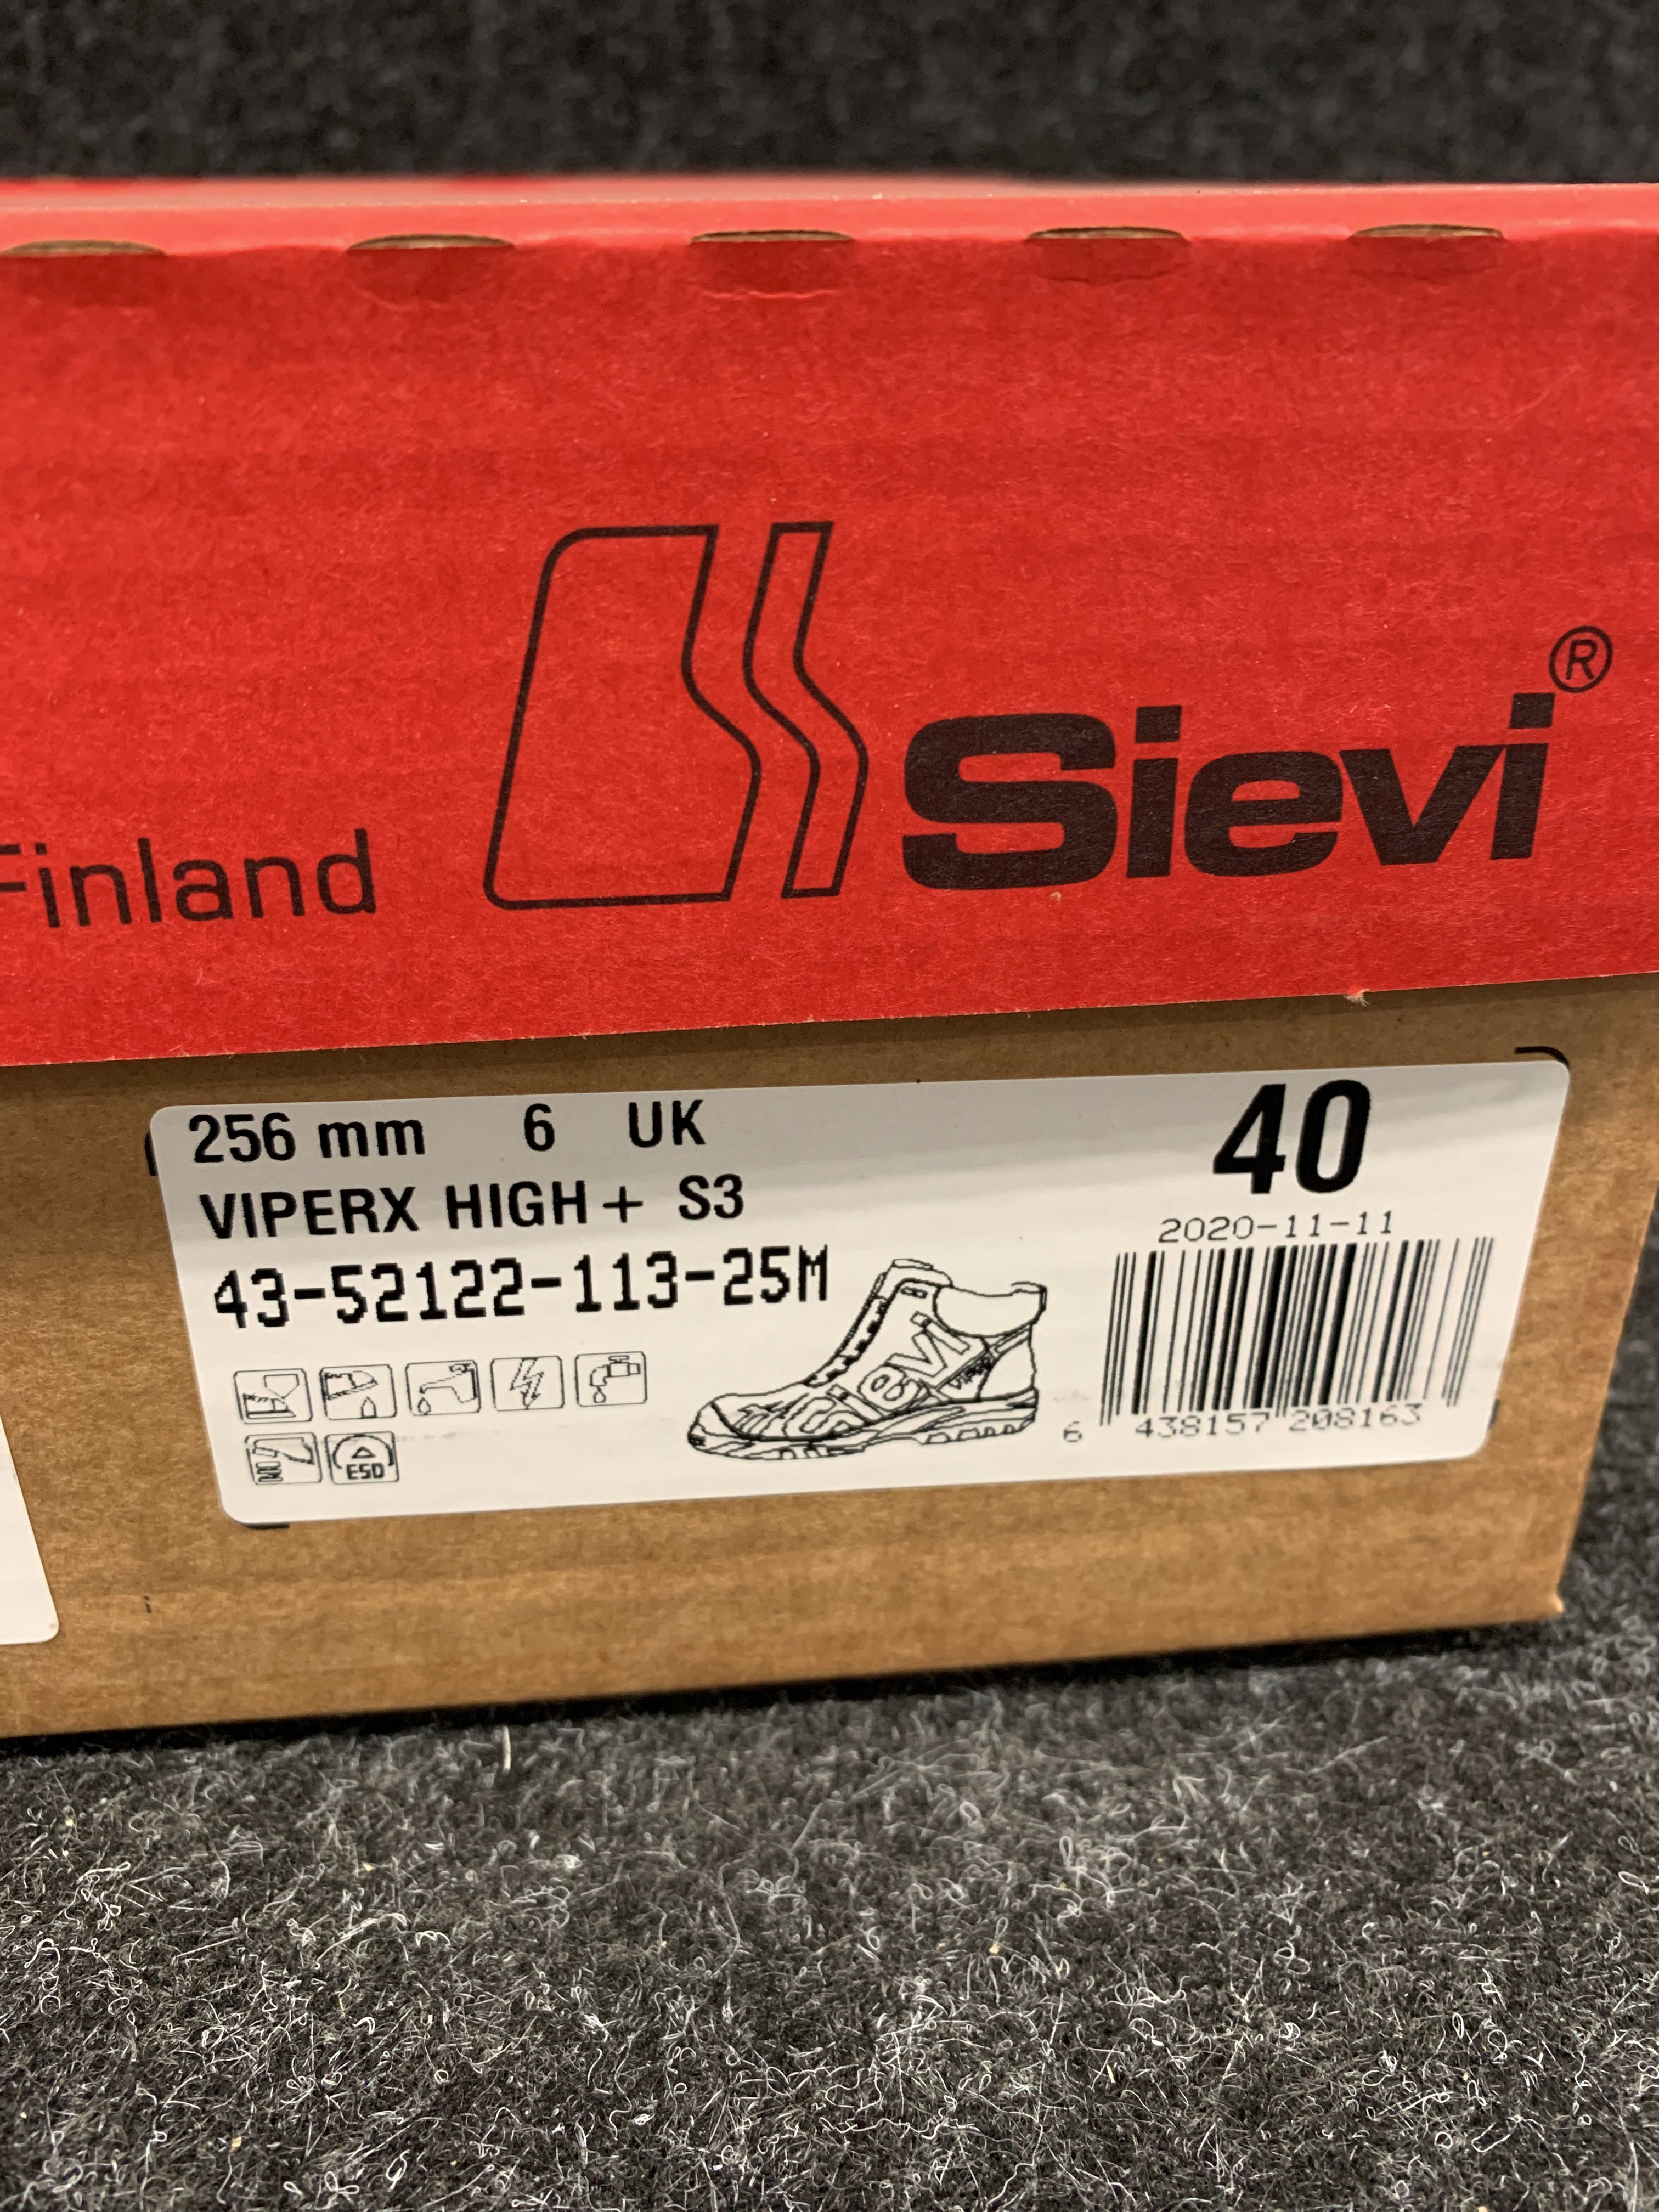 Sievi®
Finland
256 mm 6 UK
40
VIPERX HIGH+ S3
2020-11-11
43-52122-113-25M
sievi
ESD
6 438157 208163